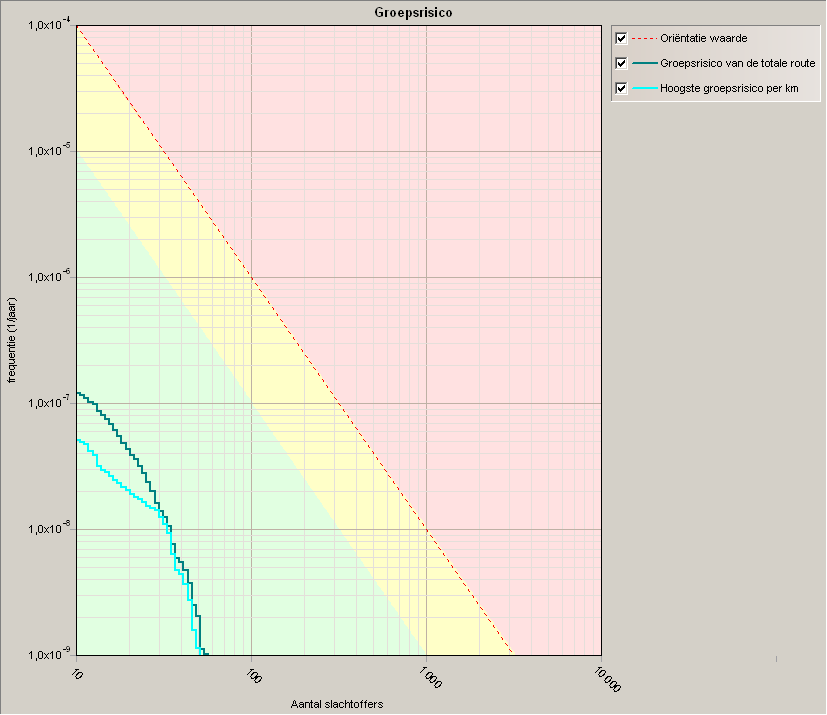 Groepsrisico
1,0x10-4
1,0x10-5
1,0x10-6
1,0x10-7
1,0x10-8
1,0x10-9
frequentie (1/jaar)
10
100
1 000
10 000
Aantal slachtoffers
Oriëntatie waarde
Groepsrisico van de totale route
Hoogste groepsrisico per km